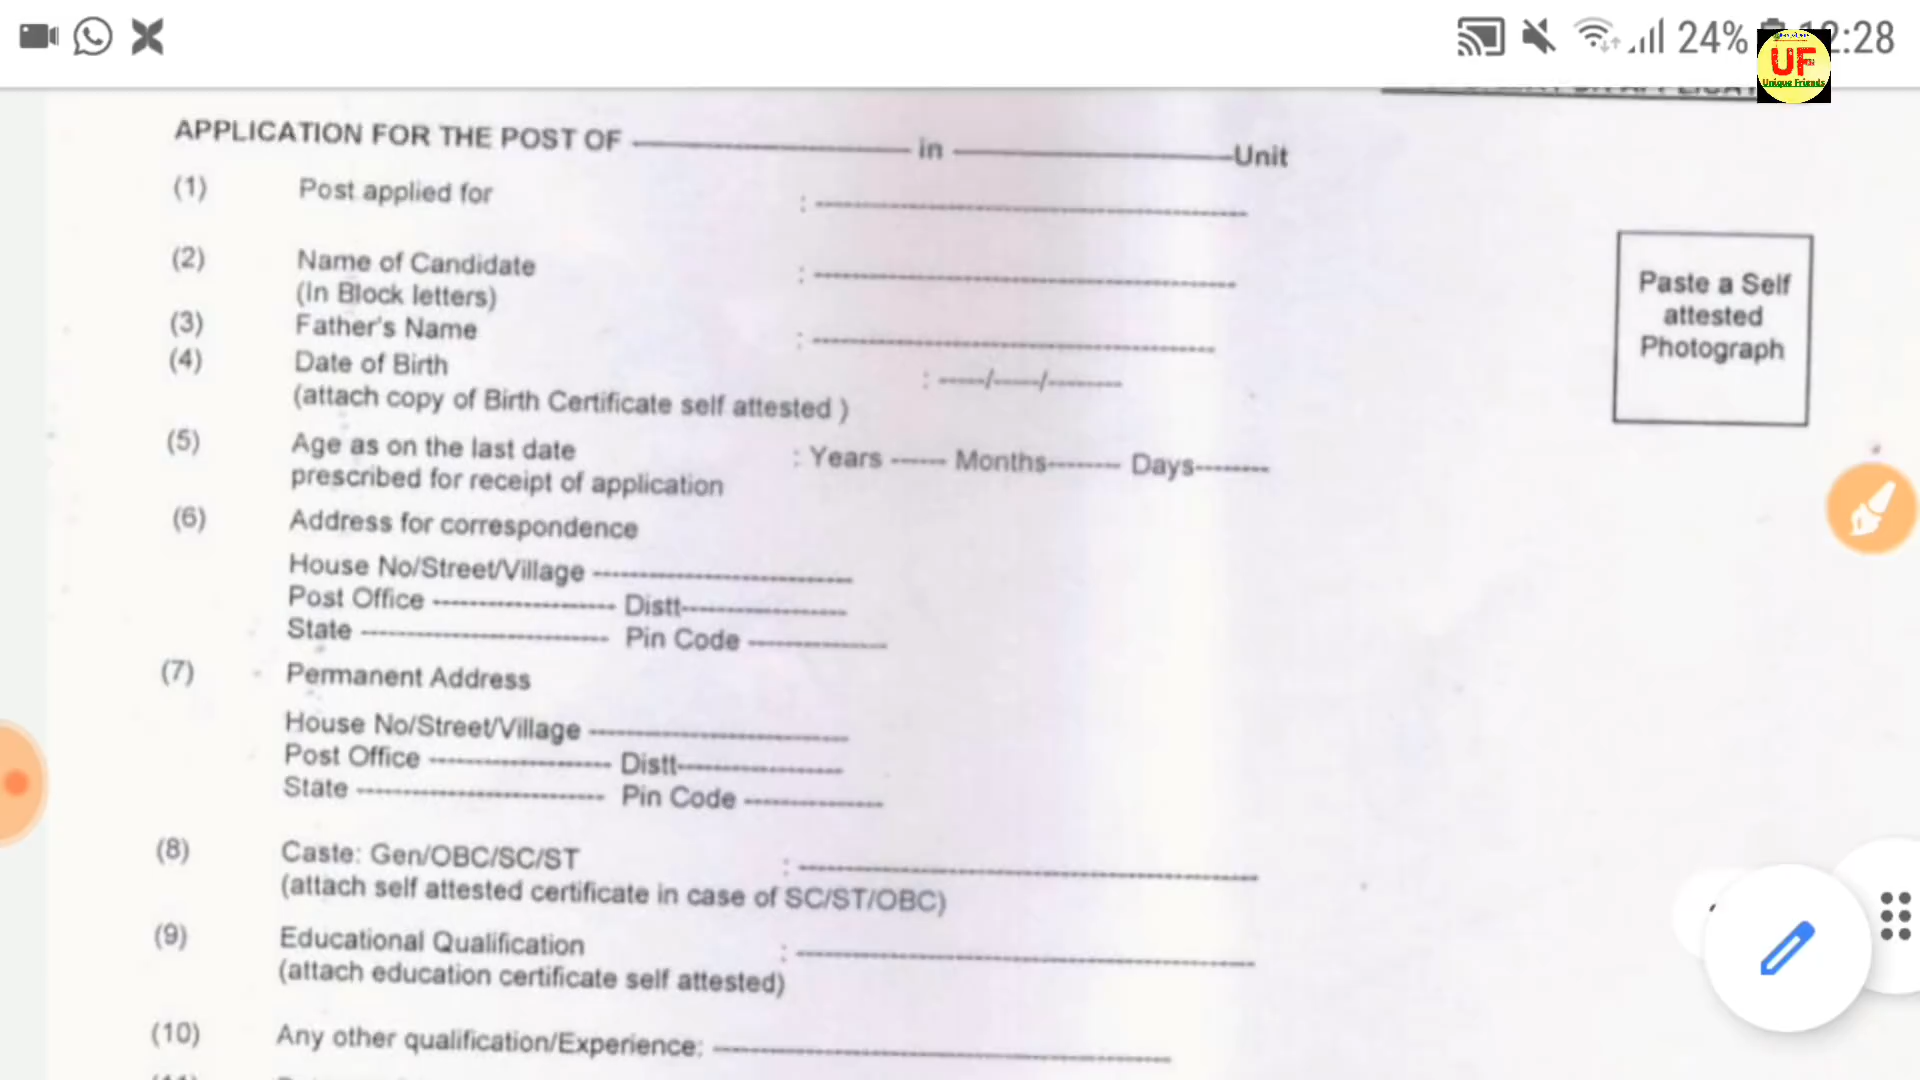 24% 12:28
UF
Unique Friends
APPLICATION FOR THE POST OF ---------- in ----------Unit
(1) Post applied for : ----------
(2) Name of Candidate : ----------
(In Block letters)
(3) Father's Name : ----------
(4) Date of Birth : -----/-----/--------
(attach copy of Birth Certificate self attested )
(5) Age as on the last date : Years ------ Months-------- Days--------
prescribed for receipt of application
(6) Address for correspondence
House No/Street/Village ----------
Post Office ---------- Distt----------
State ---------- Pin Code ----------
(7) Permanent Address
House No/Street/Village ----------
Post Office ---------- Distt----------
State ---------- Pin Code ----------
(8) Caste: Gen/OBC/SC/ST : ----------
(attach self attested certificate in case of SC/ST/OBC)
(9) Educational Qualification : ----------
(attach education certificate self attested)
(10) Any other qualification/Experience: ----------
Paste a Self
attested
Photograph